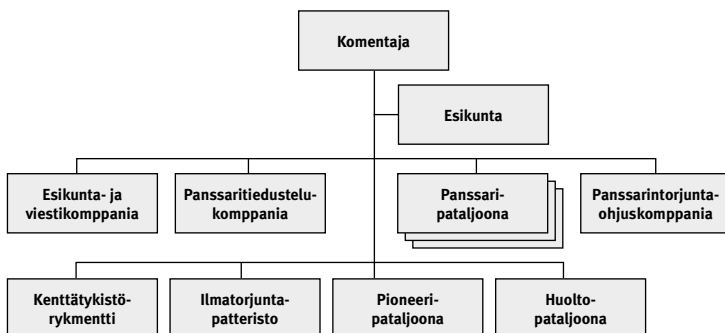 Komentaja
Esikunta
Esikunta- ja
viestikomppania
Panssaritiedustelu-
komppania
Panssari-
pataljoona
Panssarintorjunta-
ohjuskomppania
Kenttätykistö-
rykmentti
Ilmatorjunta-
patteristo
Pioneeri-
pataljoona
Huolto-
pataljoona